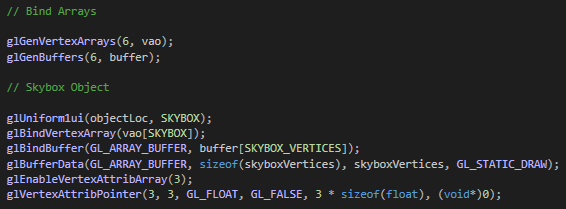 // Bind Arrays
glGenVertexArrays(6, vao);
glGenBuffers(6, buffer);
// Skybox Object
glUniform1ui(objectLoc, SKYBOX);
glBindVertexArray(vao[SKYBOX]);
glBindBuffer(GL_ARRAY_BUFFER, buffer[SKYBOX_VERTICES]);
glBufferData(GL_ARRAY_BUFFER, sizeof(skyboxVertices), skyboxVertices, GL_STATIC_DRAW);
glEnableVertexAttribArray(3);
glVertexAttribPointer(3, 3, GL_FLOAT, GL_FALSE, 3 * sizeof(float), (void*)0);